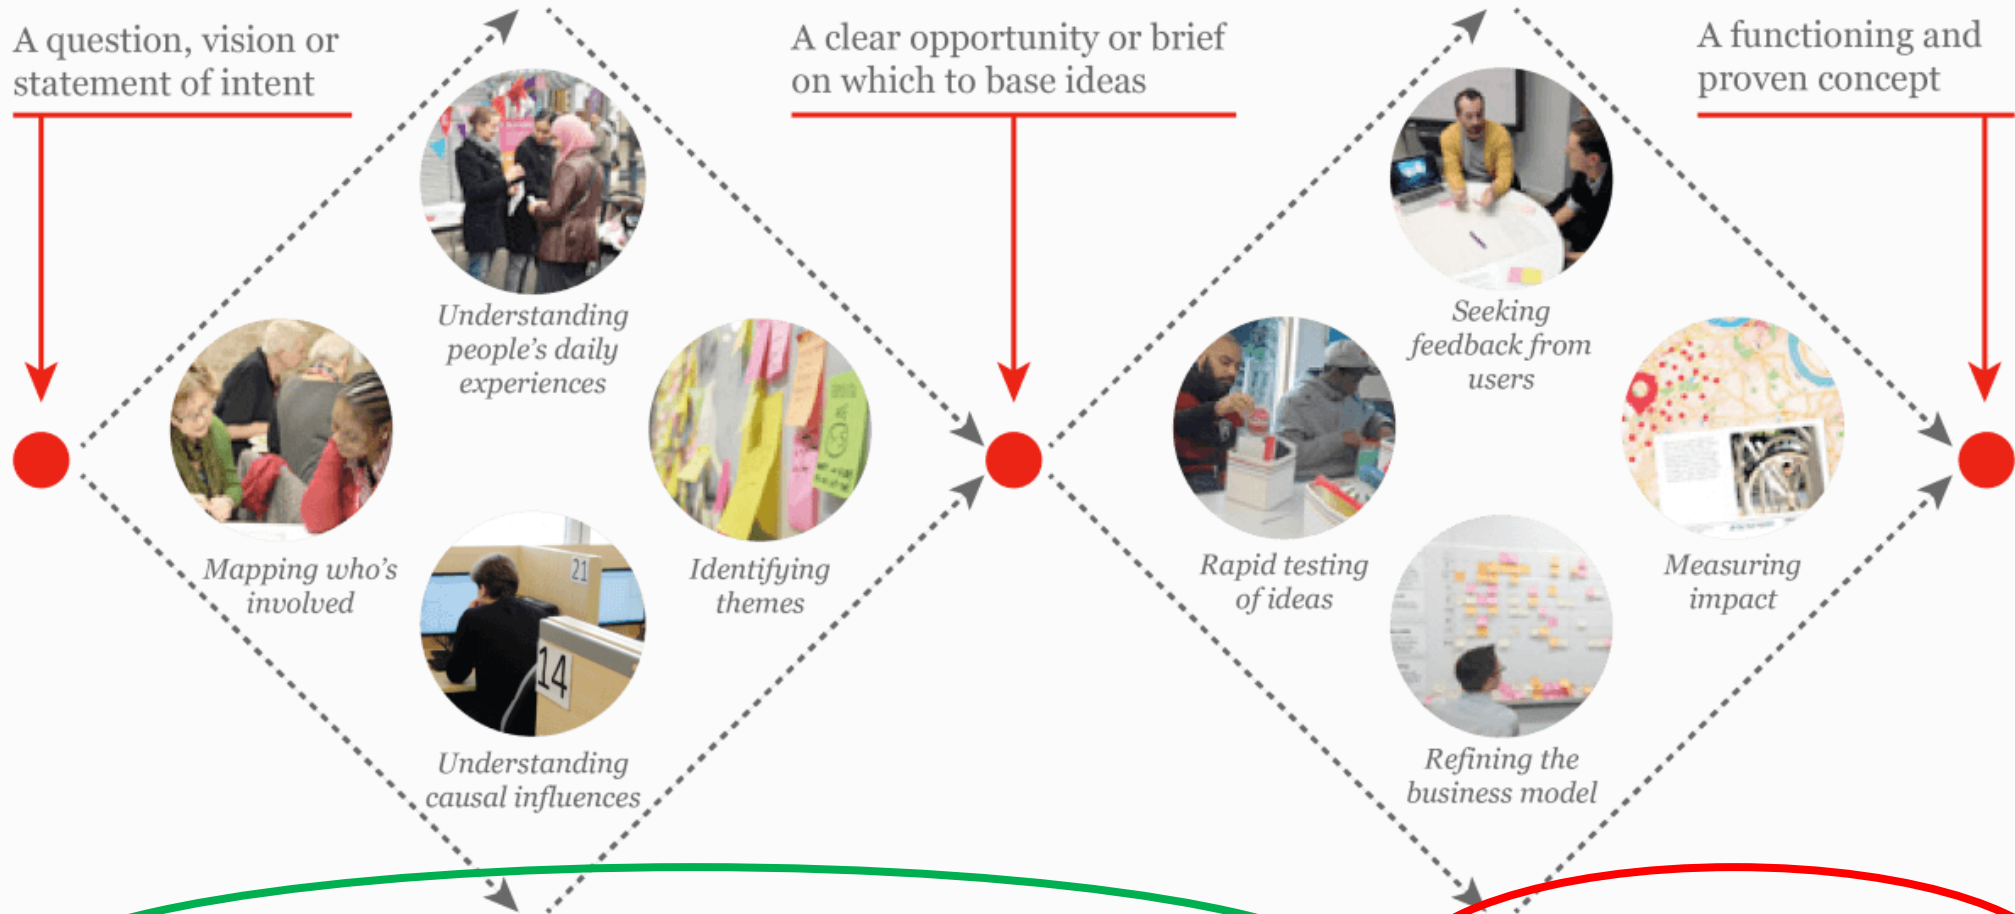 A question, vision or
statement of intent
A clear opportunity or brief
on which to base ideas
A functioning and
proven concept
Understanding
people's daily
experiences
Seeking
feedback from
users
Mapping who's
involved
Identifying
themes
Rapid testing
of ideas
Measuring
impact
21
14
Understanding
causal influences
Refining the
business model